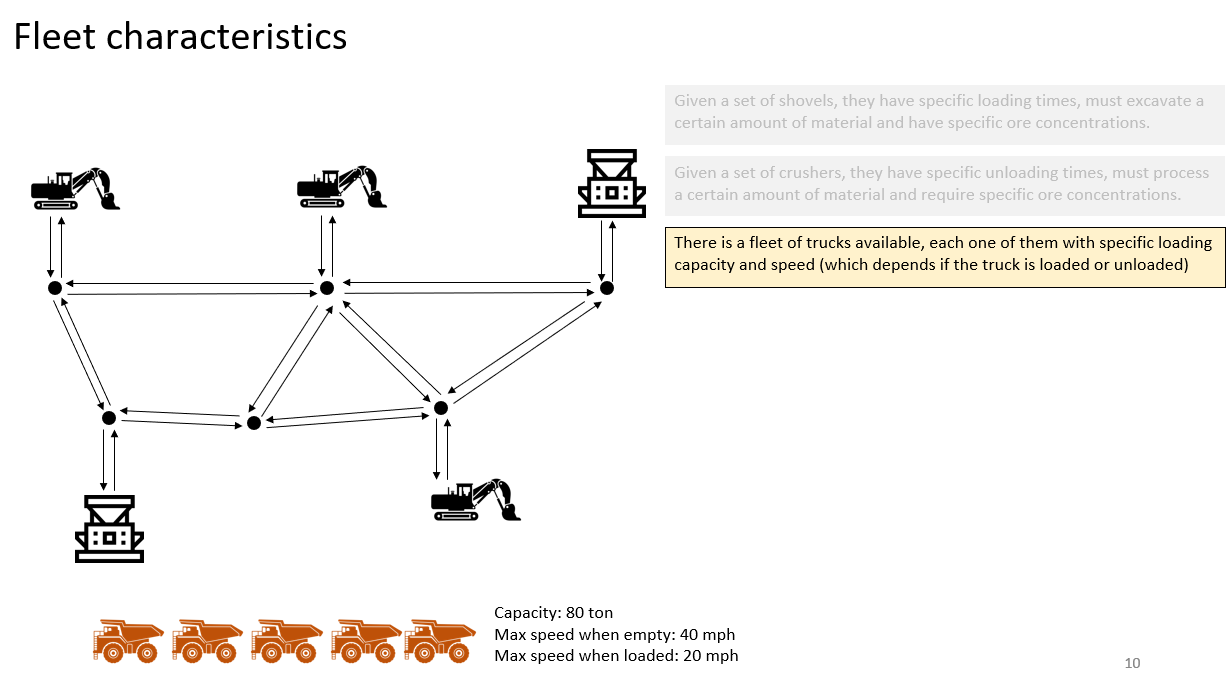 Fleet characteristics
Given a set of shovels, they have specific loading times, must excavate a
certain amount of material and have specific ore concentrations.
Given a set of crushers, they have specific unloading times, must process
a certain amount of material and require specific ore concentrations.
There is a fleet of trucks available, each one of them with specific loading
capacity and speed (which depends if the truck is loaded or unloaded)
Capacity: 80 ton
Max speed when empty: 40 mph
Max speed when loaded: 20 mph
10